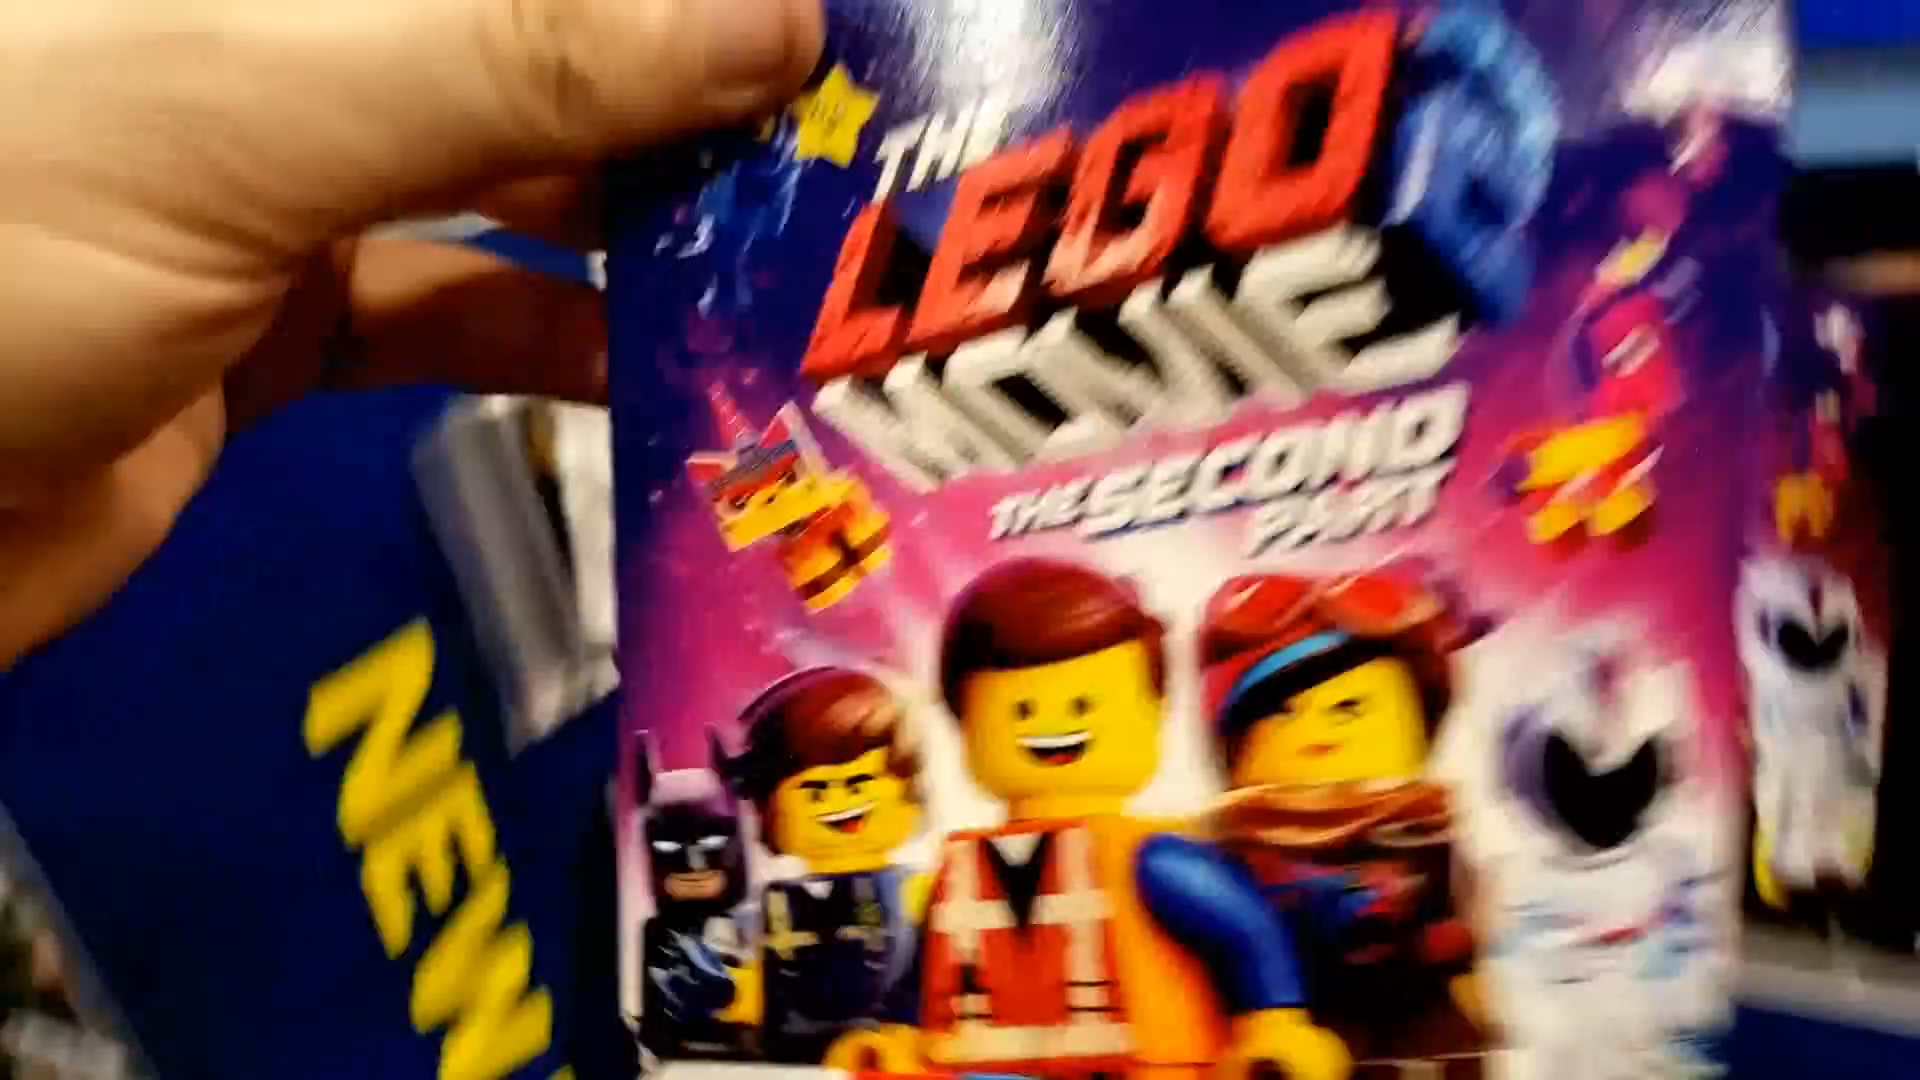 THE
LEGO
MOVIE
THE SECOND
PART
NEW